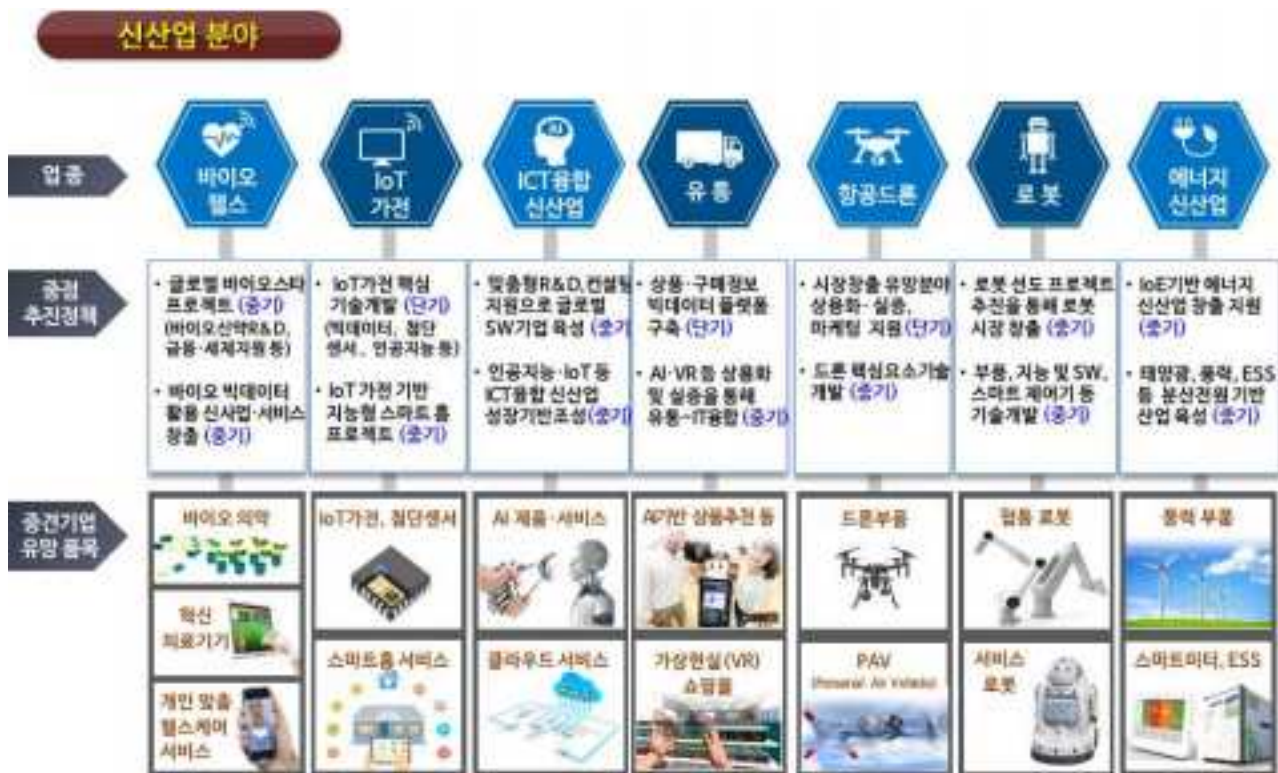 신산업 분야
업 종
바이오
헬스
IoT
가전
AI
ICT융합
신산업
유 통
항공드론
로 봇
에너지
신산업
중점
추진정책
• 글로벌 바이오스타
프로젝트 (중기)
(바이오신약R&D,
금융·세제지원 등)
• 바이오 빅데이터
활용 신사업·서비스
창출 (중기)
• IoT가전 핵심
기술개발 (단기)
(빅데이터, 첨단
센서, 인공지능 등)
• IoT 가전 기반
지능형 스마트 홈
프로젝트 (중기)
• 맞춤형R&D,컨설팅
지원으로 글로벌
SW기업 육성 (중기
• 인공지능·IoT 등
ICT융합 신산업
성장기반조성(중기
• 상품·구매정보
빅데이터 플랫폼
구축 (단기)
• AI·VR 등 상용화
및 실증을 통해
유통-IT융합 (중기)
• 시장창출 유망분야
상용화·실증,
마케팅 지원 (단기)
• 드론 핵심요소기술
개발 (중기)
• 로봇 선도 프로젝트
추진을 통해 로봇
시장 창출 (중기)
• 부품, 지능 및 SW,
스마트 제어기 등
기술개발 (중기)
• IoE기반 에너지
신산업 창출 지원
(중기)
• 태양광, 풍력, ESS
등 분산전원 기반
산업 육성 (중기)
중견기업
유망 품목
바이오 의약
혁신
의료기기
개인 맞춤
헬스케어
서비스
IoT가전, 첨단센서
스마트홈 서비스
AI 제품·서비스
클라우드 서비스
AI기반 상품추천 등
가상현실(VR)
쇼핑몰
드론부품
PAV
(Personal Air Vehicle)
협동 로봇
서비스
로봇
풍력 부품
스마트미터, ESS